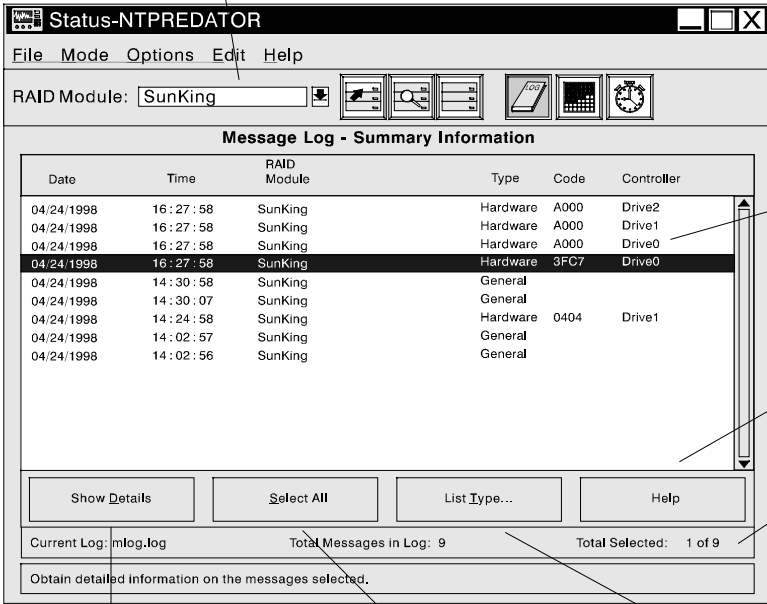 Status-NTPREDATOR
File Mode Options Edit Help
RAID Module: SunKing
LOG
Message Log - Summary Information
Date Time RAID Module Type Code Controller
04/24/1998 16:27:58 SunKing Hardware A000 Drive2
04/24/1998 16:27:58 SunKing Hardware A000 Drive1
04/24/1998 16:27:58 SunKing Hardware A000 Drive0
04/24/1998 16:27:58 SunKing Hardware 3FC7 Drive0
04/24/1998 14:30:58 SunKing General
04/24/1998 14:30:07 SunKing General
04/24/1998 14:24:58 SunKing Hardware 0404 Drive1
04/24/1998 14:02:57 SunKing General
04/24/1998 14:02:56 SunKing General
Show Details Select All List Type... Help
Current Log: mlog.log Total Messages in Log: 9 Total Selected: 1 of 9
Obtain detailed information on the messages selected.